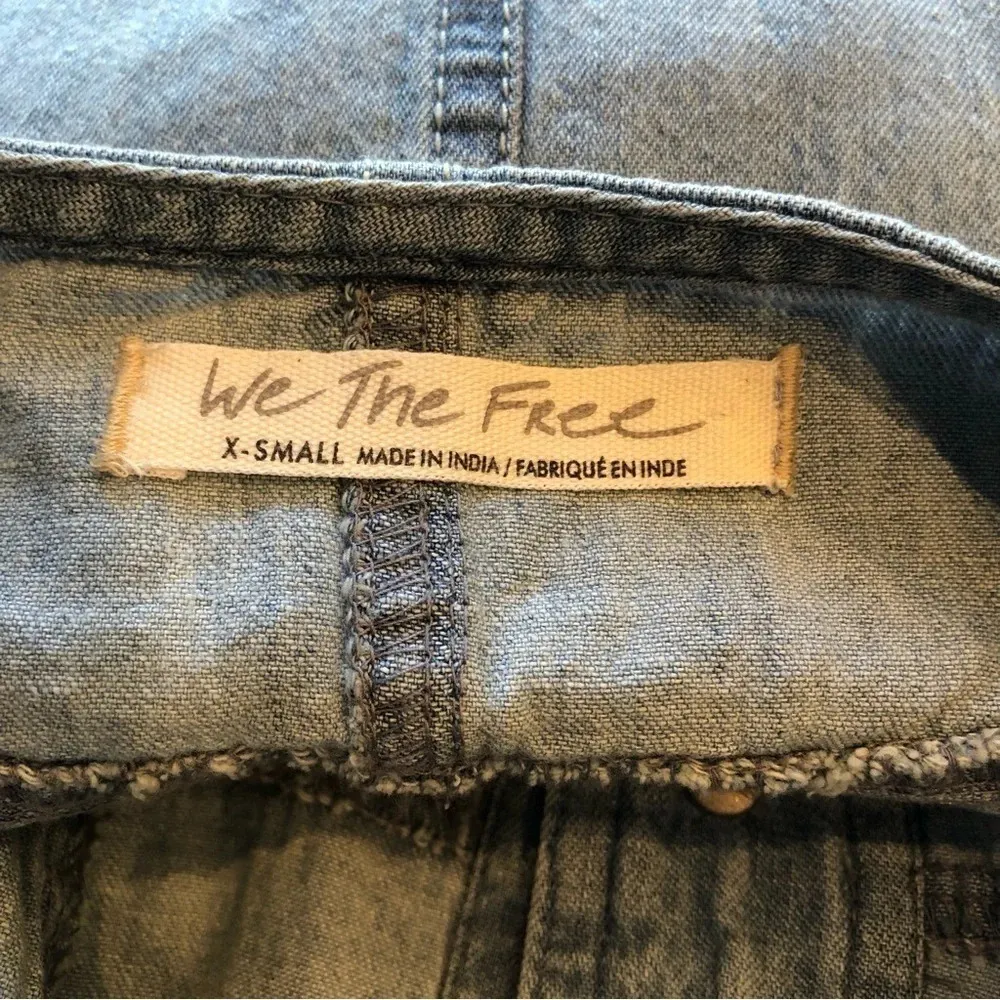 We The Free
X-SMALL MADE IN INDIA / FABRIQUÉ EN INDE